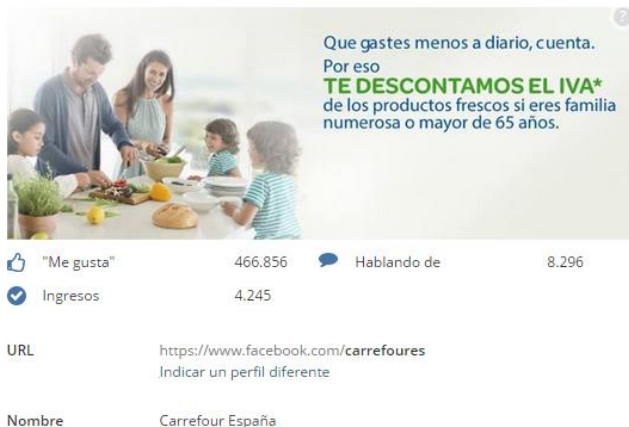 Que gastes menos a diario, cuenta.
Por eso
TE DESCONTAMOS EL IVA*
de los productos frescos si eres familia
numerosa o mayor de 65 años.
?
"Me gusta" 466.856 Hablando de 8.296
Ingresos 4.245
URL https://www.facebook.com/carrefoures
Indicar un perfil diferente
Nombre Carrefour España